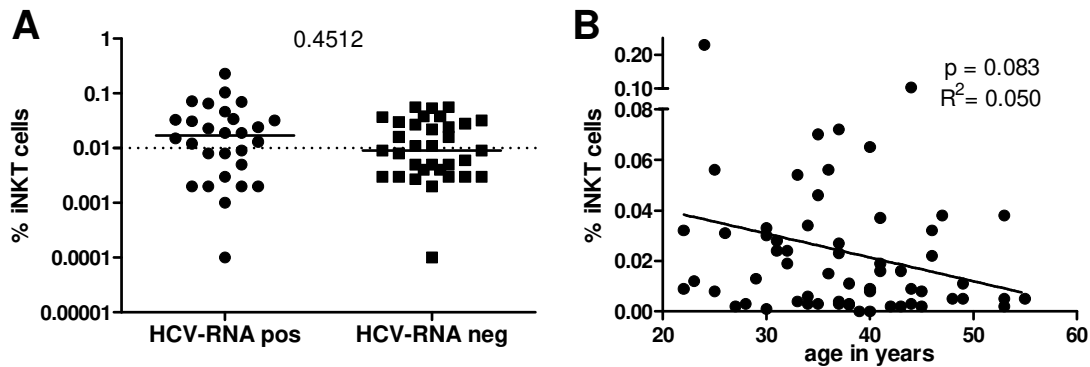 A
0.4512
% iNKT cells
1
0.1
0.01
0.001
0.0001
0.00001
HCV-RNA pos
HCV-RNA neg
B
p = 0.083
R²= 0.050
% iNKT cells
0.20
0.10
0.08
0.06
0.04
0.02
0.00
20
30
40
50
60
age in years